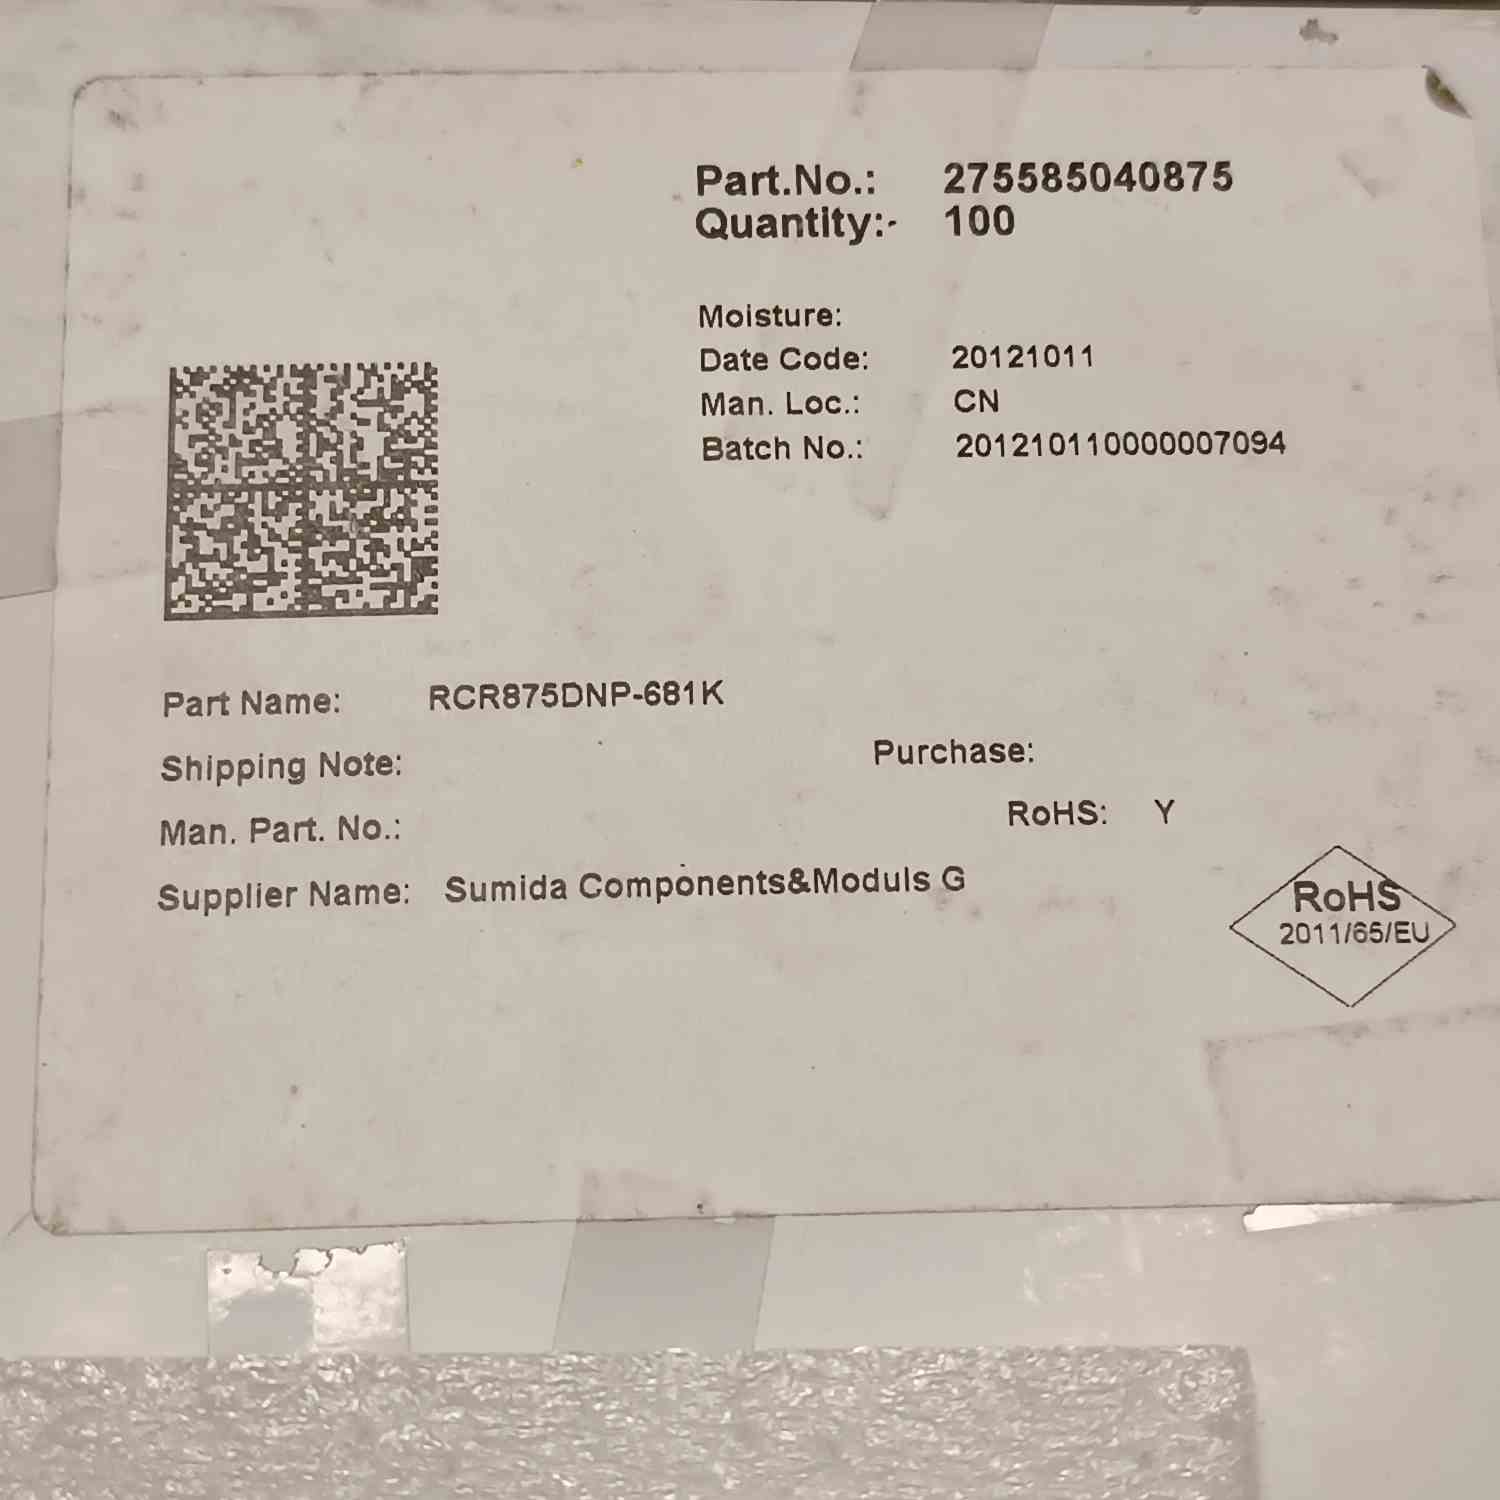 Part.No.: 275585040875
Quantity:- 100
Moisture:
Date Code: 20121011
Man. Loc.: CN
Batch No.: 201210110000007094
Part Name: RCR875DNP-681K
Shipping Note:
Purchase:
RoHS: Y
Man. Part. No.:
Supplier Name: Sumida Components&Moduls G
RoHS
2011/65/EU